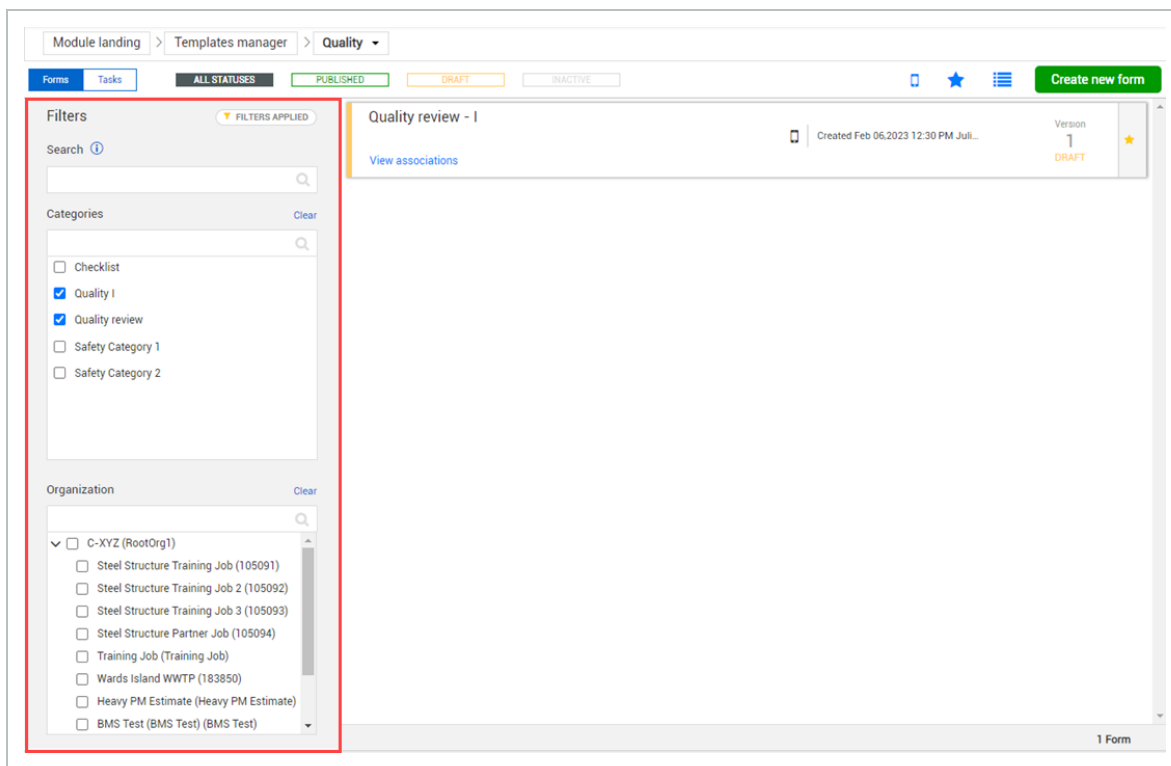 Module landing > Templates manager > Quality
Forms Tasks ALL STATUSES PUBLISHED DRAFT INACTIVE Create new form
Filters FILTERS APPLIED
Search
Categories Clear
Checklist
Quality I
Quality review
Safety Category 1
Safety Category 2
Organization Clear
C-XYZ (RootOrg1)
Steel Structure Training Job (105091)
Steel Structure Training Job 2 (105092)
Steel Structure Training Job 3 (105093)
Steel Structure Partner Job (105094)
Training Job (Training Job)
Wards Island WWTP (183850)
Heavy PM Estimate (Heavy PM Estimate)
BMS Test (BMS Test) (BMS Test)
Quality review - I
View associations
Created Feb 06,2023 12:30 PM Juli...
Version
1
DRAFT
1 Form